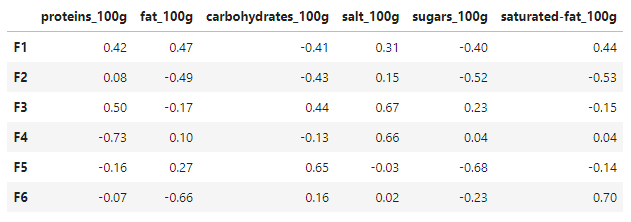 proteins_100g fat_100g carbohydrates_100g salt_100g sugars_100g saturated-fat_100g
F1 0.42 0.47 -0.41 0.31 -0.40 0.44
F2 0.08 -0.49 -0.43 0.15 -0.52 -0.53
F3 0.50 -0.17 0.44 0.67 0.23 -0.15
F4 -0.73 0.10 -0.13 0.66 0.04 0.04
F5 -0.16 0.27 0.65 -0.03 -0.68 -0.14
F6 -0.07 -0.66 0.16 0.02 -0.23 0.70